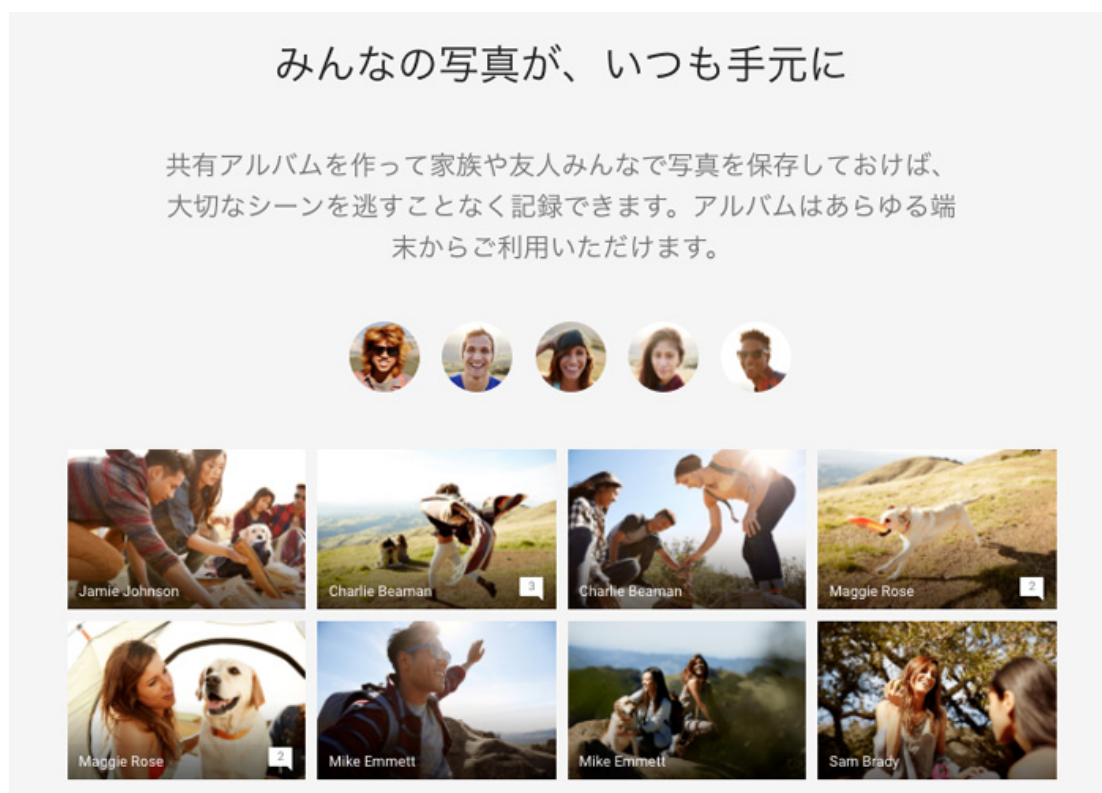 みんなの写真が、いつも手元に
共有アルバムを作って家族や友人みんなで写真を保存しておけば、
大切なシーンを逃すことなく記録できます。アルバムはあらゆる端
末からご利用いただけます。
Jamie Johnson
Charlie Beaman
3
Charlie Beaman
Maggie Rose
2
Maggie Rose
2
Mike Emmett
Mike Emmett
Sam Brady